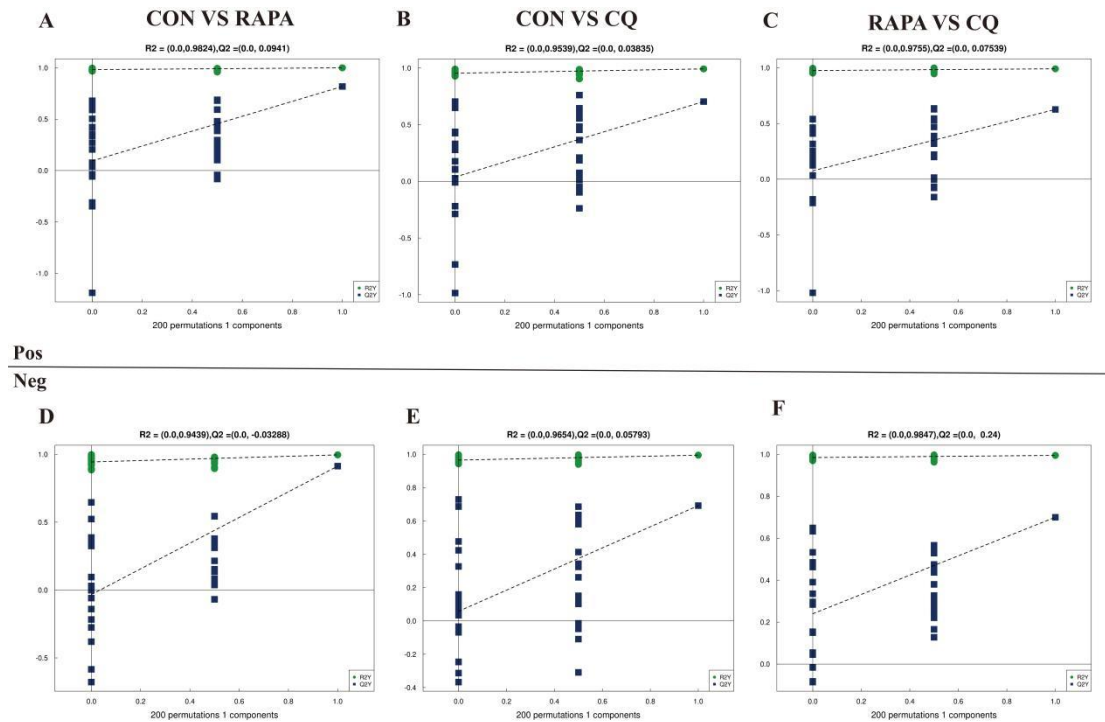 A
CON VS RAPA
B
CON VS CQ
C
RAPA VS CQ
R2 = (0.0,0.9824),Q2 =(0.0, 0.0941)
R2 = (0.0,0.9539),Q2 =(0.0, 0.03835)
R2 = (0.0,0.9755),Q2 =(0.0, 0.07539)
1.0
0.5
0.0
0.5
-1.0
R2Y
Q2Y
0.0 0.2 0.4 0.6 0.8 1.0
200 permutations 1 components
1.0
0.5
0.0
0.5
-1.0
R2Y
Q2Y
0.0 0.2 0.4 0.6 0.8 1.0
200 permutations 1 components
1.0
0.5
0.0
0.5
-1.0
R2Y
Q2Y
0.0 0.2 0.4 0.6 0.8 1.0
200 permutations 1 components
Pos
Neg
D
E
F
R2 = (0.0,0.9439),Q2 =(0.0, -0.03288)
R2 = (0.0,0.9654),Q2 =(0.0, 0.05793)
R2 = (0.0,0.9847),Q2 =(0.0, 0.24)
1.0
0.5
0.0
-0.5
R2Y
Q2Y
0.0 0.2 0.4 0.6 0.8 1.0
200 permutations 1 components
1.0
0.8
0.6
0.4
0.2
0.0
0.2
-0.4
R2Y
Q2Y
0.0 0.2 0.4 0.6 0.8 1.0
200 permutations 1 components
1.0
0.8
0.6
0.4
0.2
0.0
R2Y
Q2Y
0.0 0.2 0.4 0.6 0.8 1.0
200 permutations 1 components